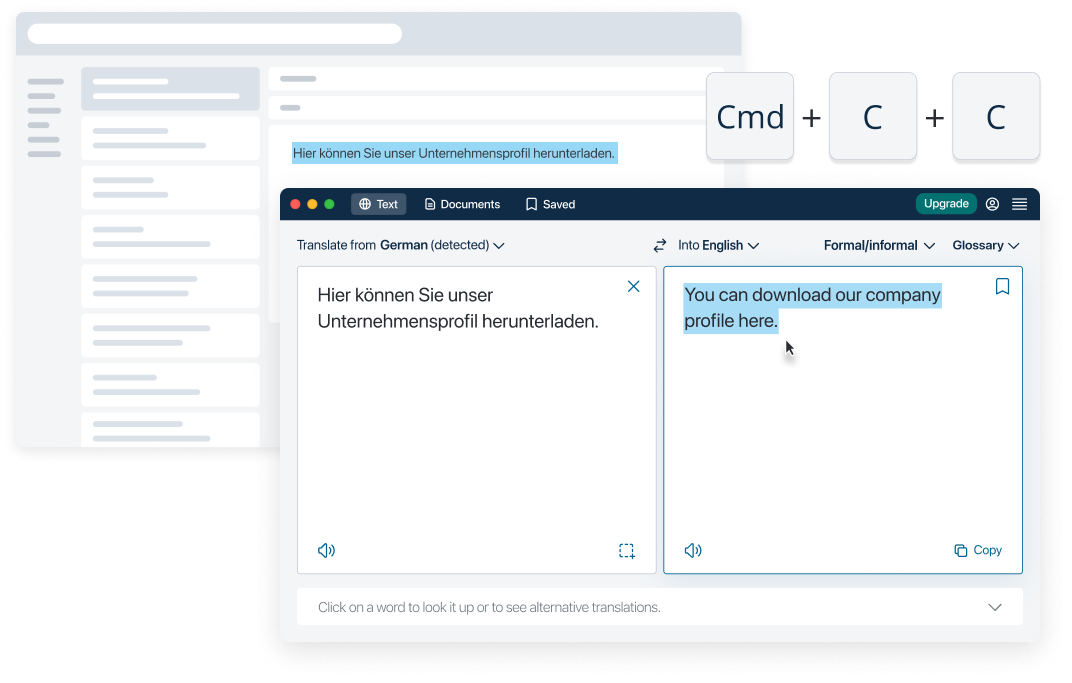 Cmd + C + C
Hier können Sie unser Unternehmensprofil herunterladen.
Text Documents Saved Upgrade
Translate from German (detected) Into English Formal/informal Glossary
Hier können Sie unser
Unternehmensprofil herunterladen.
You can download our company
profile here.
Copy
Click on a word to look it up or to see alternative translations.